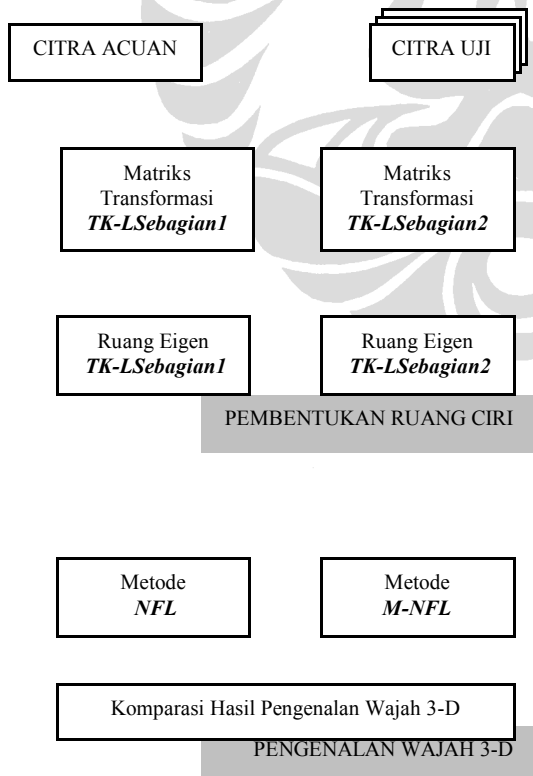 CITRA ACUAN
CITRA UJI
Matriks
Transformasi
TK-LSebagian1
Matriks
Transformasi
TK-LSebagian2
Ruang Eigen
TK-LSebagian1
Ruang Eigen
TK-LSebagian2
PEMBENTUKAN RUANG CIRI
Metode
NFL
Metode
M-NFL
Komparasi Hasil Pengenalan Wajah 3-D
PENGENALAN WAJAH 3-D